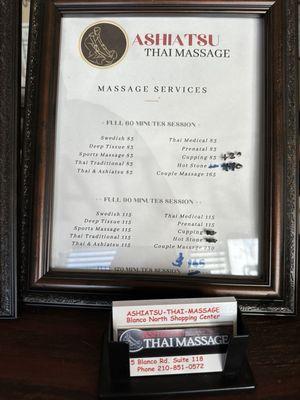 ASHIATSU
THAI MASSAGE
MASSAGE SERVICES
- FULL 60 MINUTES SESSION -
Swedish 85
Deep Tissue 85
Sports Massage 85
Thai Traditional 85
Thai & Ashiatsu 85
Thai Medical 85
Prenatal 85
Cupping
Hot Stone
Couple Massage 165
- FULL 90 MINUTES SESSION -
Swedish 115
Deep Tissue 115
Sports Massage 115
Thai Traditional 115
Thai & Ashiatsu 115
Thai Medical 115
Prenatal 115
Cupping
Hot Stone
Couple Massage
120 MINUTES SESSION
ASHIATSU-THAI-MASSAGE
Blanco North Shopping Center
ASHIATSU
THAI MASSAGE
5 Blanco Rd, Suite 118
Phone 210-851-0572